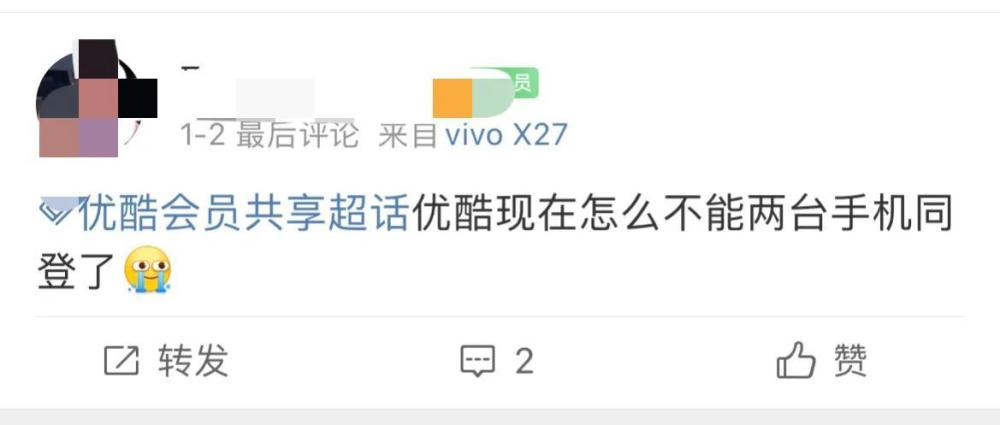 员
1-2 最后评论 来自 vivo X27
优酷会员共享超话优酷现在怎么不能两台手机同
登了
转发 2 赞